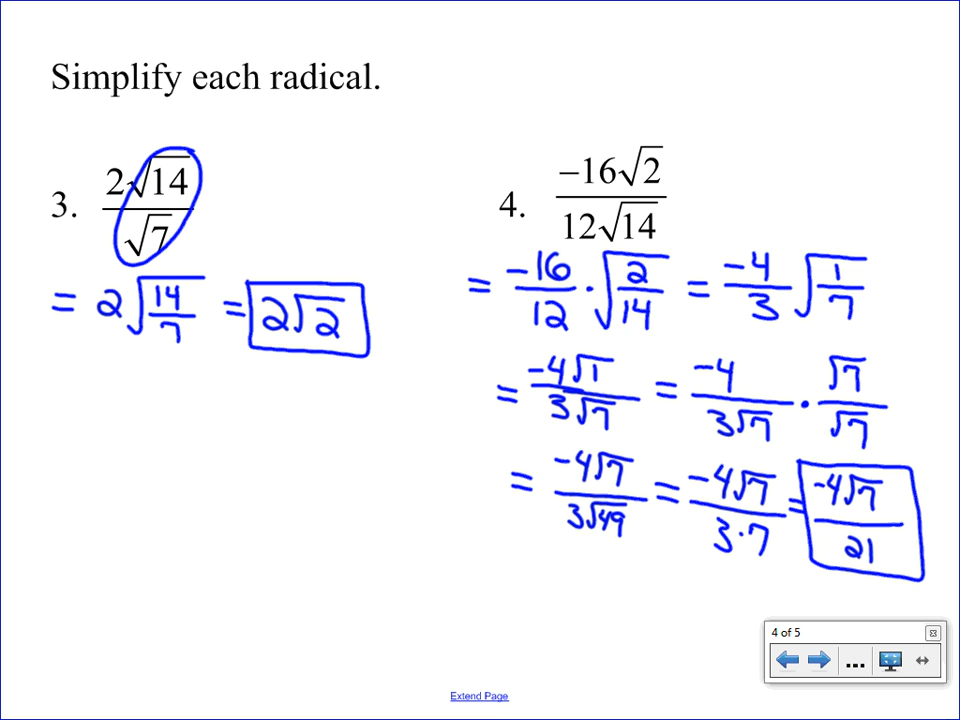 Simplify each radical.
3. 2√14 / √7
= 2√(14/7) = 2√2
4. –16√2 / 12√14
= -16/12 · √(2/14) = -4/3 √(1/7)
= -4√1 / 3√7 = -4 / 3√7 · √7 / √7
= -4√7 / 3√49 = -4√7 / 3·7 = -4√7 / 21
4 of 5
...
Extend Page